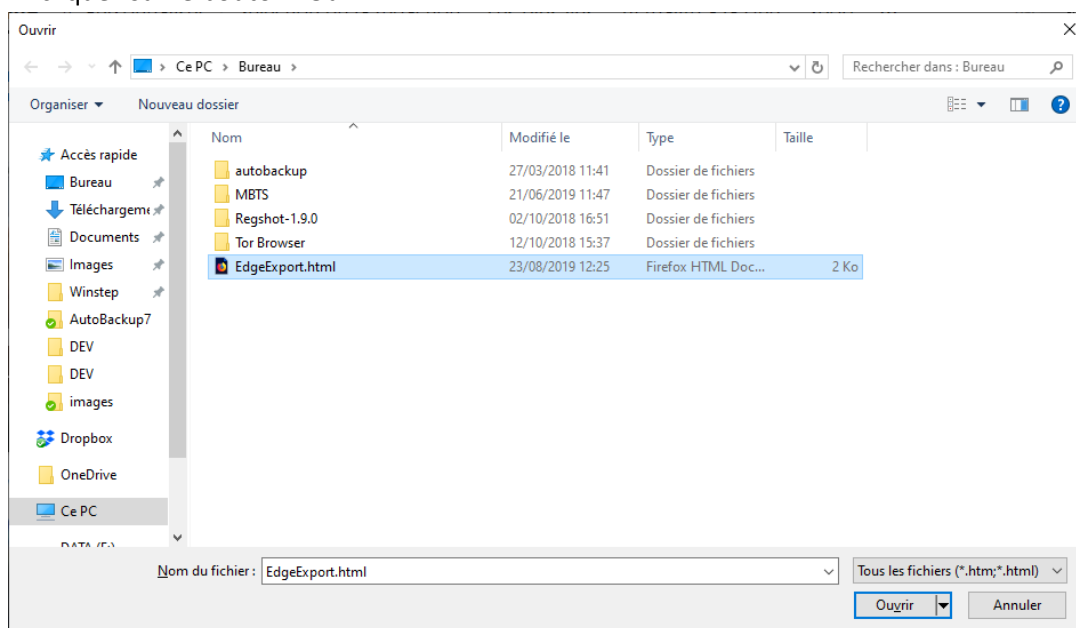 Ouvrir
Ce PC > Bureau >
Rechercher dans : Bureau
Organiser Nouveau dossier
Nom Modifié le Type Taille
Accès rapide
Bureau
Téléchargeme
Documents
Images
Winstep
AutoBackup7
DEV
DEV
images
Dropbox
OneDrive
Ce PC
autobackup 27/03/2018 11:41 Dossier de fichiers
MBTS 21/06/2019 11:47 Dossier de fichiers
Regshot-1.9.0 02/10/2018 16:51 Dossier de fichiers
Tor Browser 12/10/2018 15:37 Dossier de fichiers
EdgeExport.html 23/08/2019 12:25 Firefox HTML Doc... 2 Ko
Nom du fichier : EdgeExport.html
Tous les fichiers (*.htm;*.html)
Ouvrir Annuler